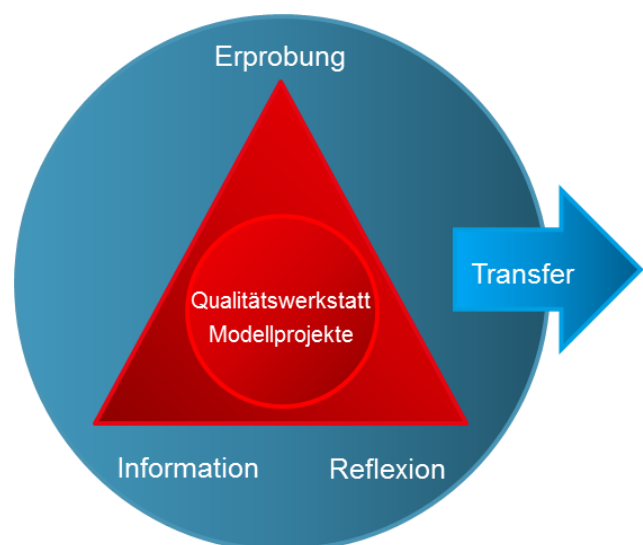 Erprobung
Qualitätswerkstatt
Modellprojekte
Transfer
Information
Reflexion